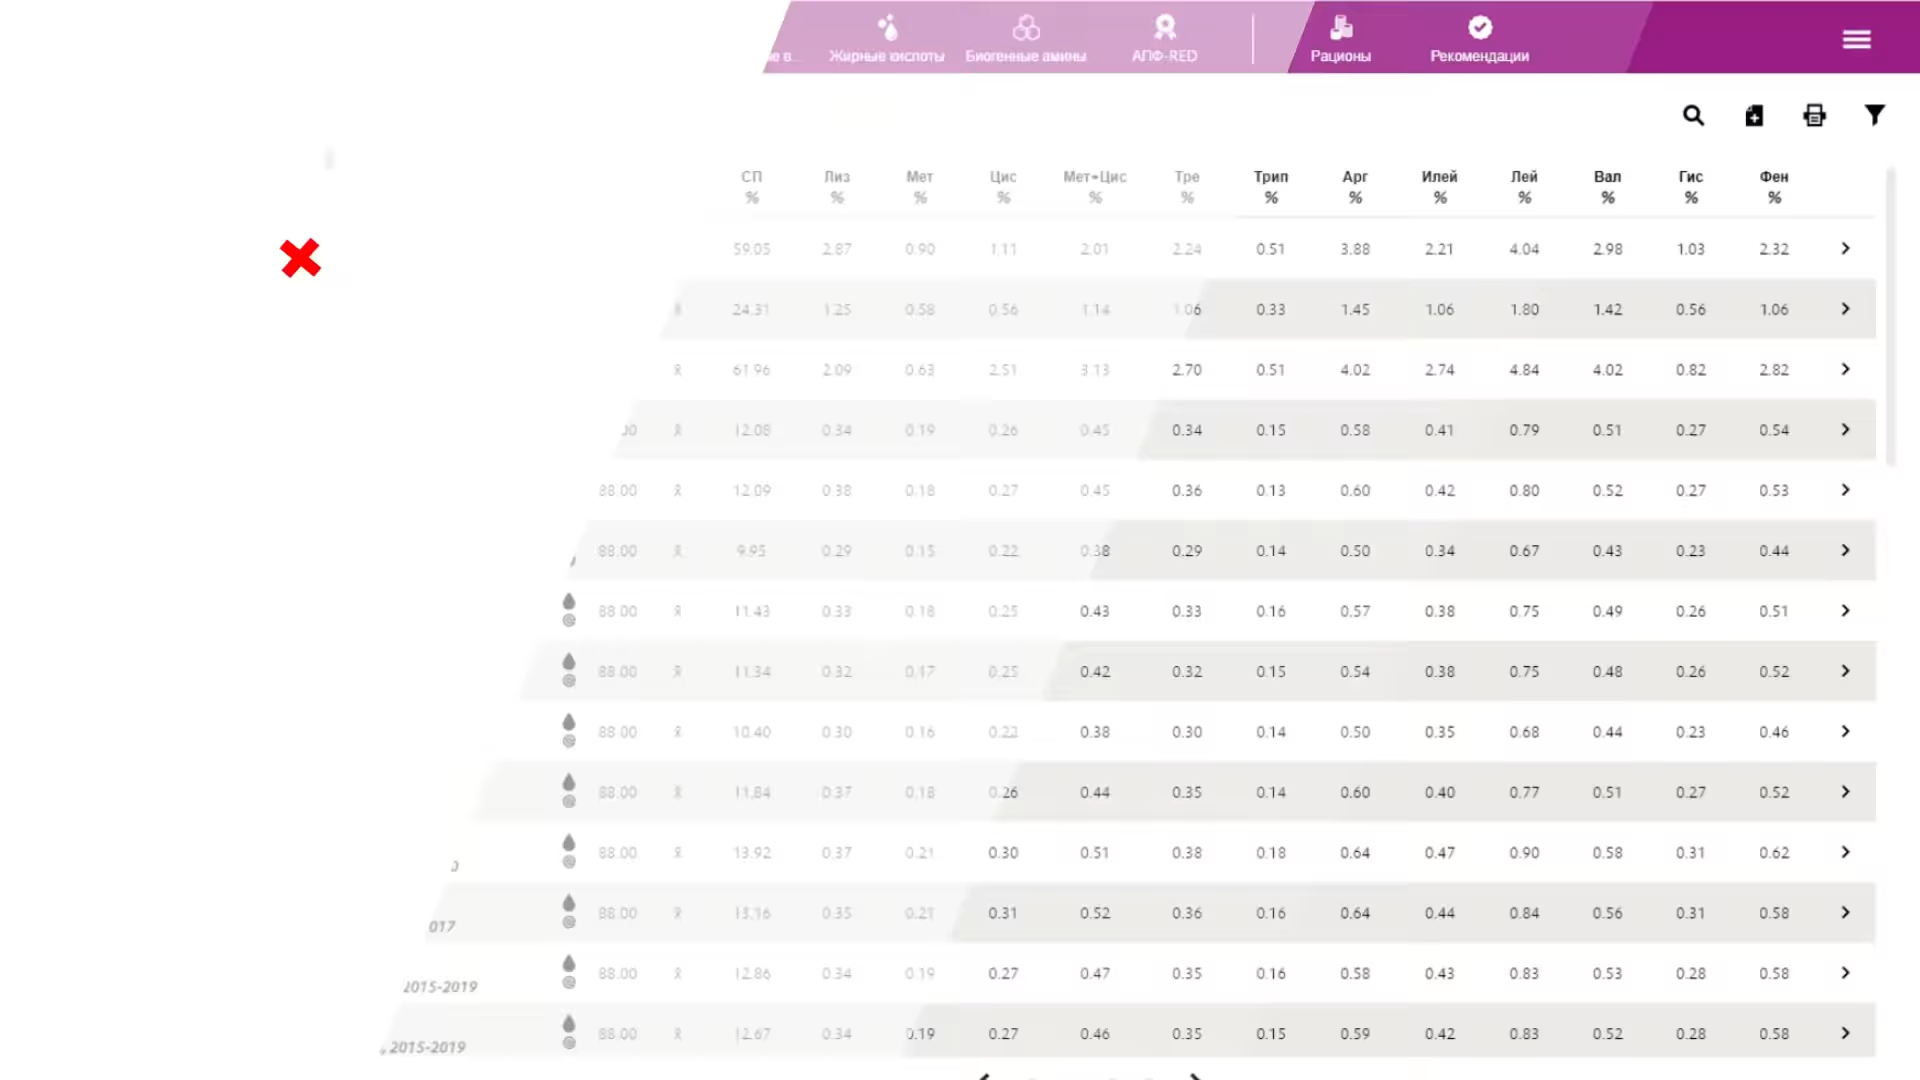 Жирные кислоты Биогенные амины АПФ-RED Рационы Рекомендации
СП Лиз Мет Цис Мет+Цис Тре Трип Арг Илей Лей Вал Гис Фен
% % % % % % % % % % % % %
59.05 2.87 0.90 1.11 2.01 2.24 0.51 3.88 2.21 4.04 2.98 1.03 2.32
24.31 1.25 0.58 0.56 1.14 1.06 0.33 1.45 1.06 1.80 1.42 0.56 1.06
61.96 2.09 0.63 2.51 3.13 2.70 0.51 4.02 2.74 4.84 4.02 0.82 2.82
12.08 0.34 0.19 0.26 0.45 0.34 0.15 0.58 0.41 0.79 0.51 0.27 0.54
88.00 12.09 0.38 0.18 0.27 0.45 0.36 0.13 0.60 0.42 0.80 0.52 0.27 0.53
88.00 9.95 0.29 0.15 0.22 0.38 0.29 0.14 0.50 0.34 0.67 0.43 0.23 0.44
88.00 11.43 0.33 0.18 0.25 0.43 0.33 0.16 0.57 0.38 0.75 0.49 0.26 0.51
88.00 11.34 0.32 0.17 0.25 0.42 0.32 0.15 0.54 0.38 0.75 0.48 0.26 0.52
88.00 10.40 0.30 0.16 0.22 0.38 0.30 0.14 0.50 0.35 0.68 0.44 0.23 0.46
88.00 11.84 0.37 0.18 0.26 0.44 0.35 0.14 0.60 0.40 0.77 0.51 0.27 0.52
88.00 13.92 0.37 0.21 0.30 0.51 0.38 0.18 0.64 0.47 0.90 0.58 0.31 0.62
017 88.00 13.16 0.35 0.21 0.31 0.52 0.36 0.16 0.64 0.44 0.84 0.56 0.31 0.58
2015-2019 88.00 12.86 0.34 0.19 0.27 0.47 0.35 0.16 0.58 0.43 0.83 0.53 0.28 0.58
, 2015-2019 88.00 12.67 0.34 0.19 0.27 0.46 0.35 0.15 0.59 0.42 0.83 0.52 0.28 0.58